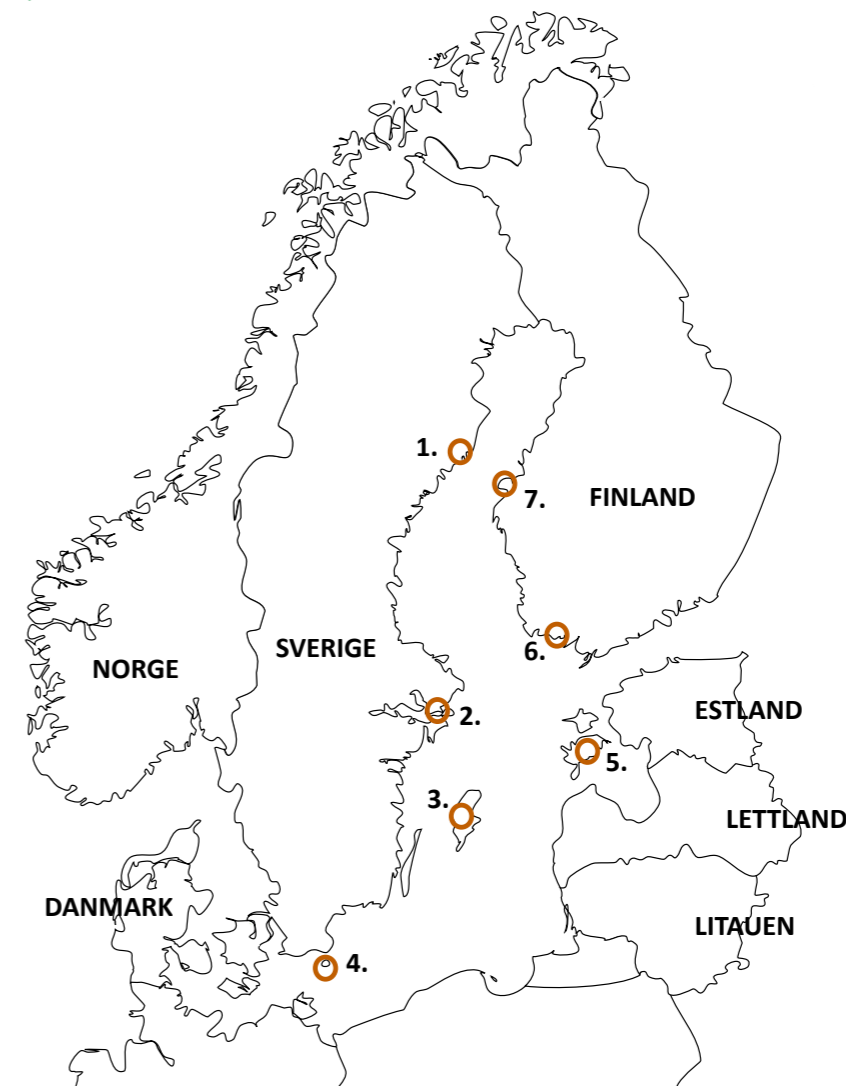 1.
7.
FINLAND
6.
SVERIGE
NORGE
2.
ESTLAND
5.
3.
LETTLAND
DANMARK
LITAUEN
4.